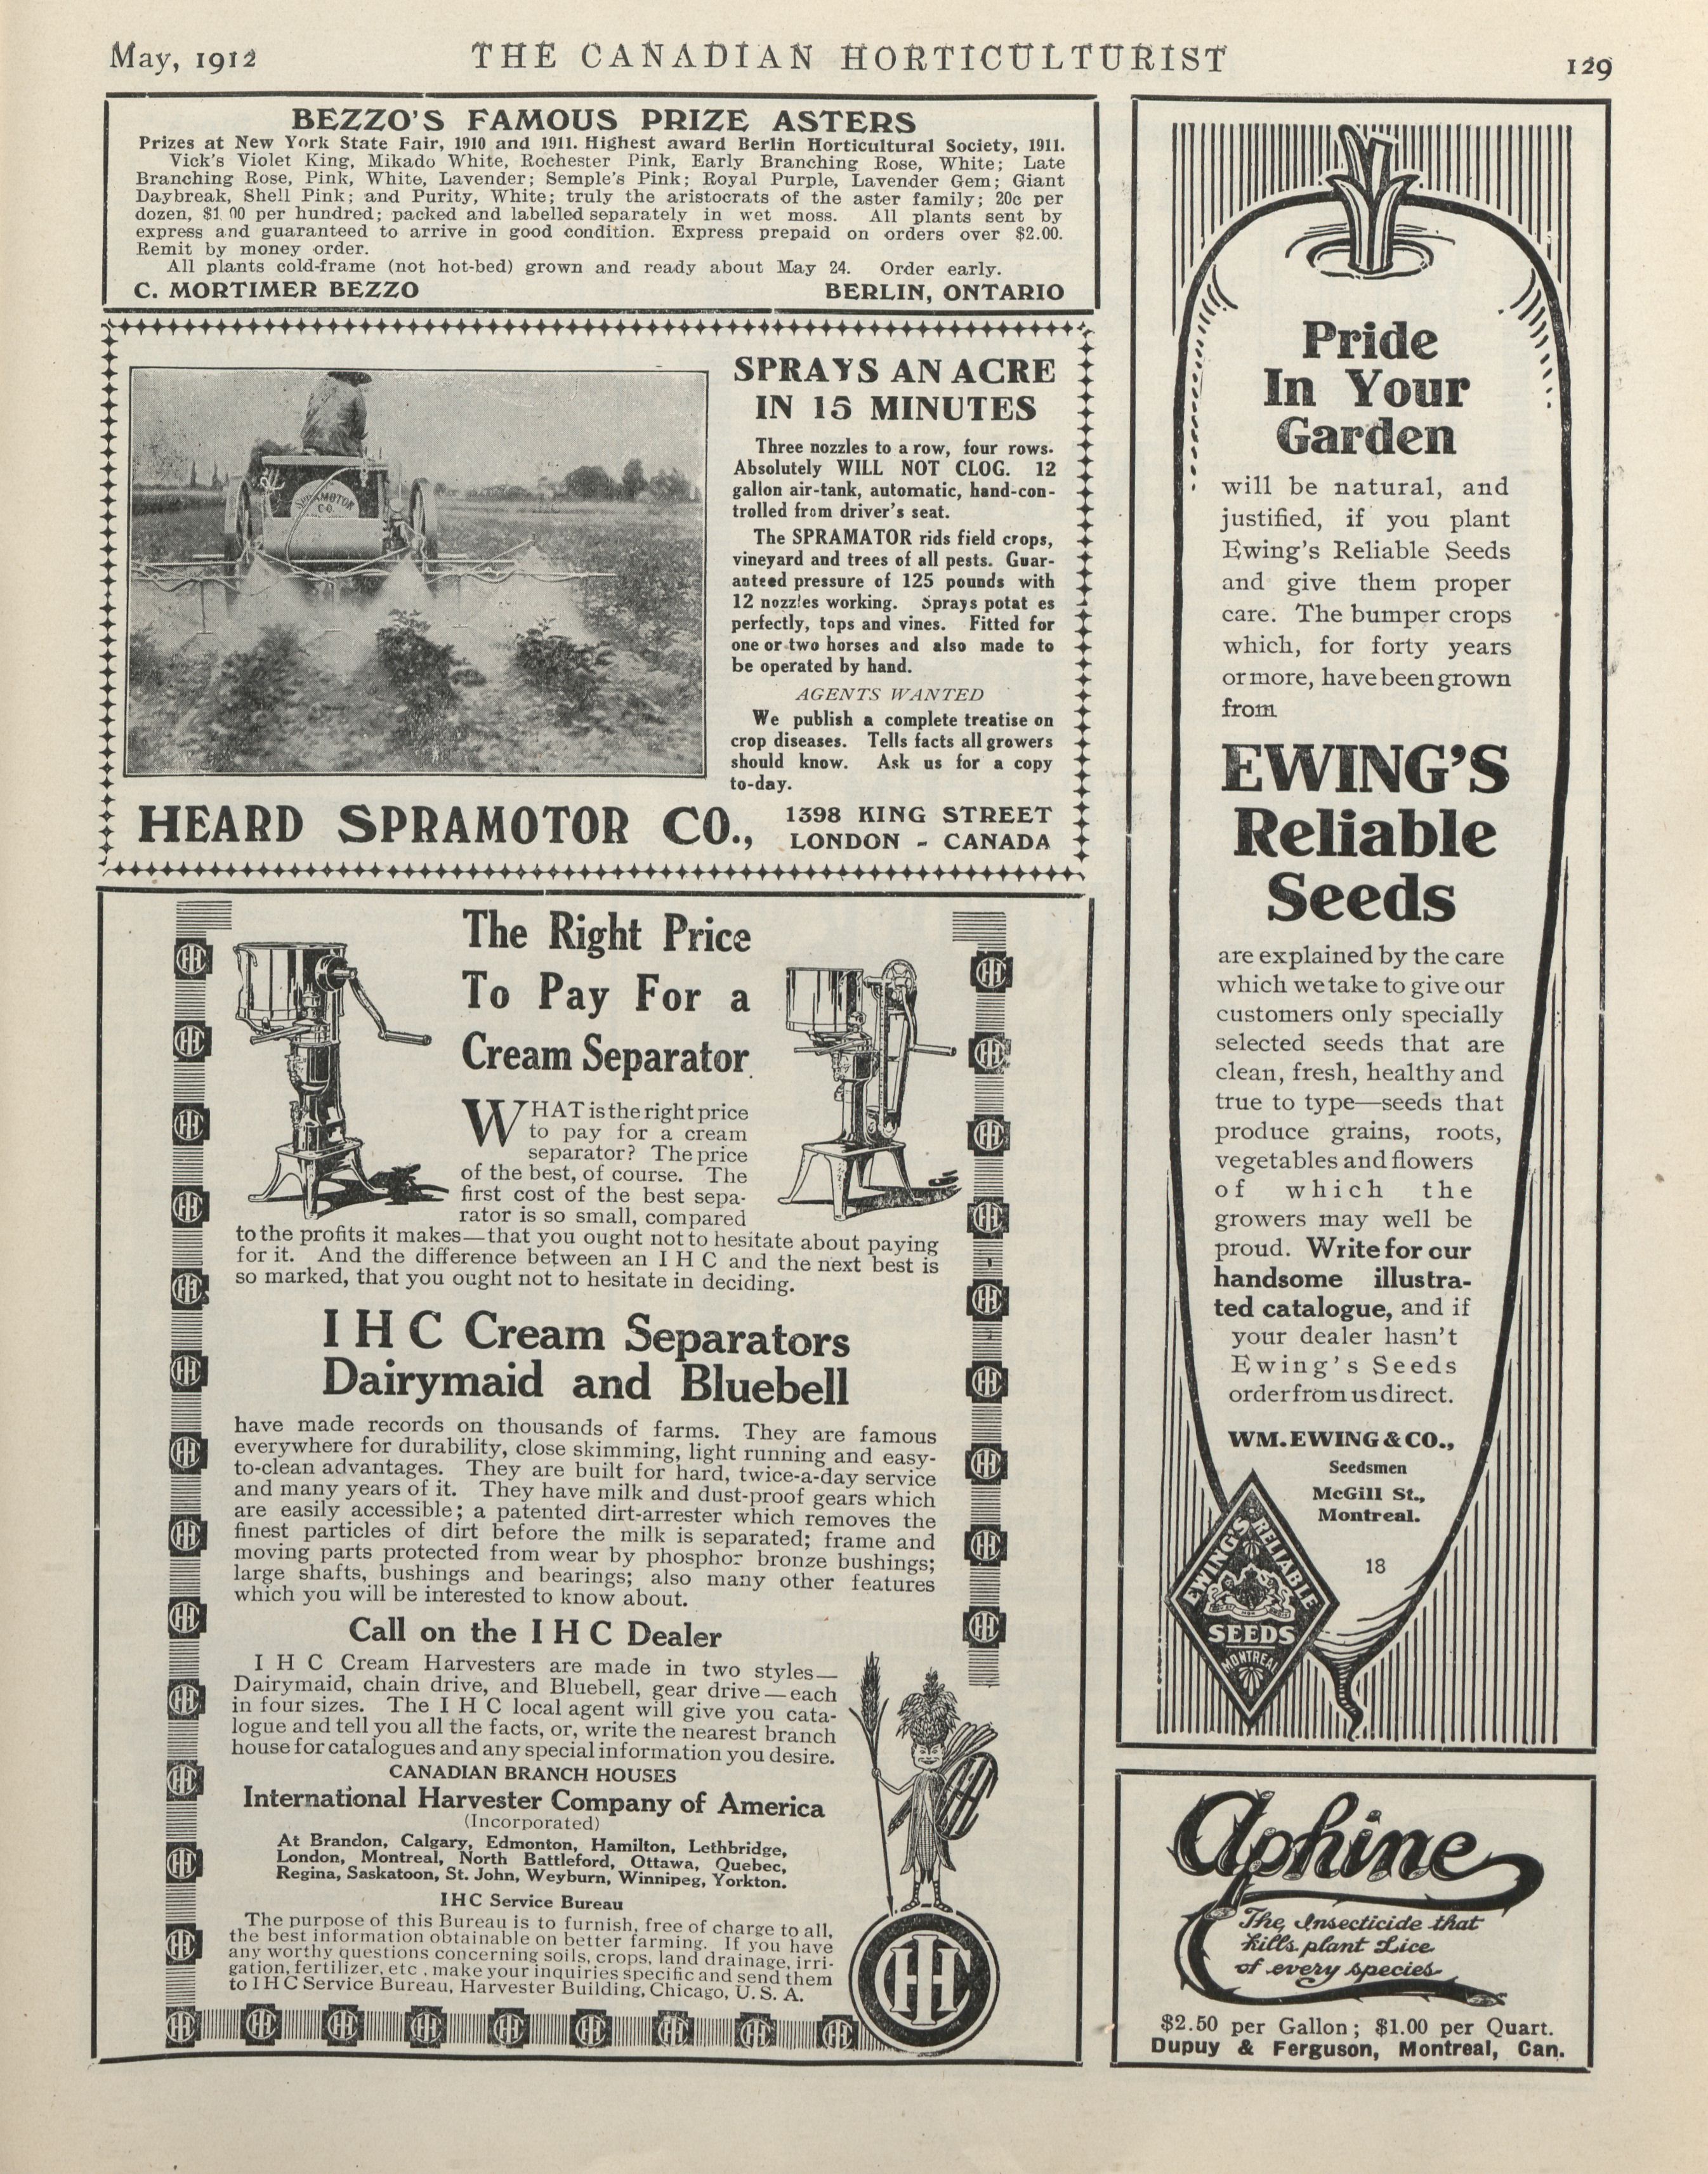 May, 1912
THE CANADIAN HORTICULTURIST
129
BEZZO'S FAMOUS PRIZE ASTERS
Prizes at New York State Fair, 1910 and 1911. Highest award Berlin Horticultural Society, 1911.
Vick's Violet King, Mikado White, Rochester Pink, Early Branching Rose, White; Late
Branching Rose, Pink, White, Lavender; Semple's Pink; Royal Purple, Lavender Gem; Giant
Daybreak, Shell Pink; and Purity, White; truly the aristocrats of the aster family; 20c per
dozen, $1.00 per hundred; packed and labelled separately in wet moss. All plants sent by
express and guaranteed to arrive in good condition. Express prepaid on orders over $2.00.
Remit by money order.
All plants cold-frame (not hot-bed) grown and ready about May 24. Order early.
C. MORTIMER BEZZO BERLIN, ONTARIO
SPRAMOTOR
CO.
SPRAYS AN ACRE
IN 15 MINUTES
Three nozzles to a row, four rows.
Absolutely WILL NOT CLOG. 12
gallon air-tank, automatic, hand-con-
trolled from driver's seat.
The SPRAMATOR rids field crops,
vineyard and trees of all pests. Guar-
anteed pressure of 125 pounds with
12 nozzles working. Sprays potat es
perfectly, tops and vines. Fitted for
one or two horses and also made to
be operated by hand.
AGENTS WANTED
We publish a complete treatise on
crop diseases. Tells facts all growers
should know. Ask us for a copy
to-day.
HEARD SPRAMOTOR CO.,
1398 KING STREET
LONDON - CANADA
The Right Price
To Pay For a
Cream Separator
WHAT is the right price
to pay for a cream
separator? The price
of the best, of course. The
first cost of the best sepa-
rator is so small, compared
to the profits it makes—that you ought not to hesitate about paying
for it. And the difference between an I H C and the next best is
so marked, that you ought not to hesitate in deciding.
I H C Cream Separators
Dairymaid and Bluebell
have made records on thousands of farms. They are famous
everywhere for durability, close skimming, light running and easy-
to-clean advantages. They are built for hard, twice-a-day service
and many years of it. They have milk and dust-proof gears which
are easily accessible; a patented dirt-arrester which removes the
finest particles of dirt before the milk is separated; frame and
moving parts protected from wear by phosphor bronze bushings;
large shafts, bushings and bearings; also many other features
which you will be interested to know about.
Call on the I H C Dealer
I H C Cream Harvesters are made in two styles—
Dairymaid, chain drive, and Bluebell, gear drive—each
in four sizes. The I H C local agent will give you cata-
logue and tell you all the facts, or, write the nearest branch
house for catalogues and any special information you desire.
CANADIAN BRANCH HOUSES
International Harvester Company of America
(Incorporated)
At Brandon, Calgary, Edmonton, Hamilton, Lethbridge,
London, Montreal, North Battleford, Ottawa, Quebec,
Regina, Saskatoon, St. John, Weyburn, Winnipeg, Yorkton.
IHC Service Bureau
The purpose of this Bureau is to furnish, free of charge to all,
the best information obtainable on better farming. If you have
any worthy questions concerning soils, crops, land drainage, irri-
gation, fertilizer, etc., make your inquiries specific and send them
to I H C Service Bureau, Harvester Building, Chicago, U. S. A.
IHC
Pride
In Your
Garden
will be natural, and
justified, if you plant
Ewing's Reliable Seeds
and give them proper
care. The bumper crops
which, for forty years
or more, have been grown
from
EWING'S
Reliable
Seeds
are explained by the care
which we take to give our
customers only specially
selected seeds that are
clean, fresh, healthy and
true to type—seeds that
produce grains, roots,
vegetables and flowers
of which the
growers may well be
proud. Write for our
handsome illustra-
ted catalogue, and if
your dealer hasn't
Ewing's Seeds
order from us direct.
WM. EWING & CO.,
Seedsmen
McGill St.,
Montreal.
18
EWING'S RELIABLE
SEEDS
MONTREAL
Aphine
The Insecticide that
kills plant Lice
of every species
$2.50 per Gallon; $1.00 per Quart.
Dupuy & Ferguson, Montreal, Can.